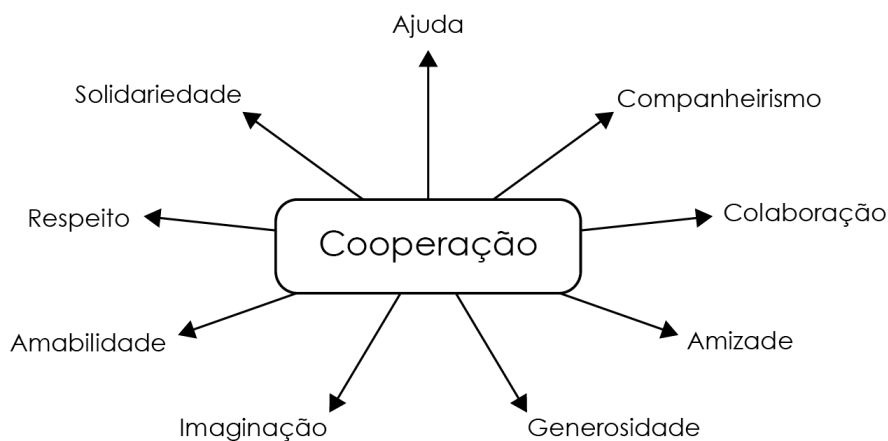 Ajuda
Solidariedade
Companheirismo
Respeito
Colaboração
Cooperação
Amabilidade
Amizade
Imaginação
Generosidade